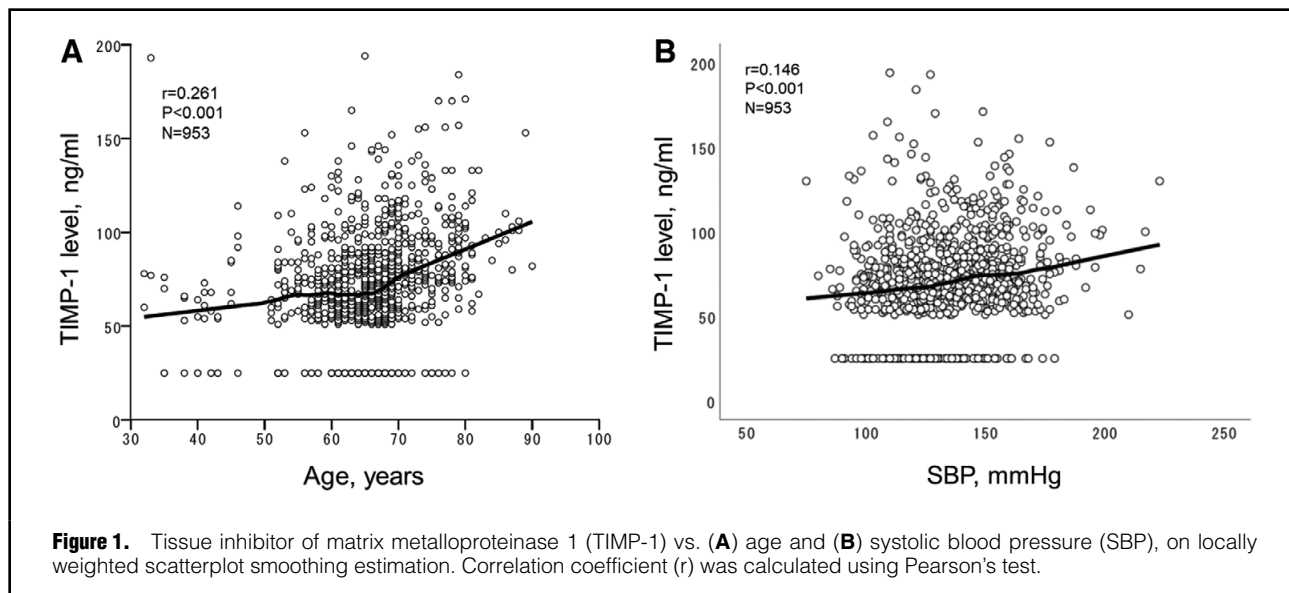 A
r=0.261
P<0.001
N=953
TIMP-1 level, ng/ml
200
150
100
50
0
30 40 50 60 70 80 90 100
Age, years
B
r=0.146
P<0.001
N=953
TIMP-1 level, ng/ml
200
150
100
50
0
50 100 150 200 250
SBP, mmHg
Figure 1. Tissue inhibitor of matrix metalloproteinase 1 (TIMP-1) vs. (A) age and (B) systolic blood pressure (SBP), on locally
weighted scatterplot smoothing estimation. Correlation coefficient (r) was calculated using Pearson's test.